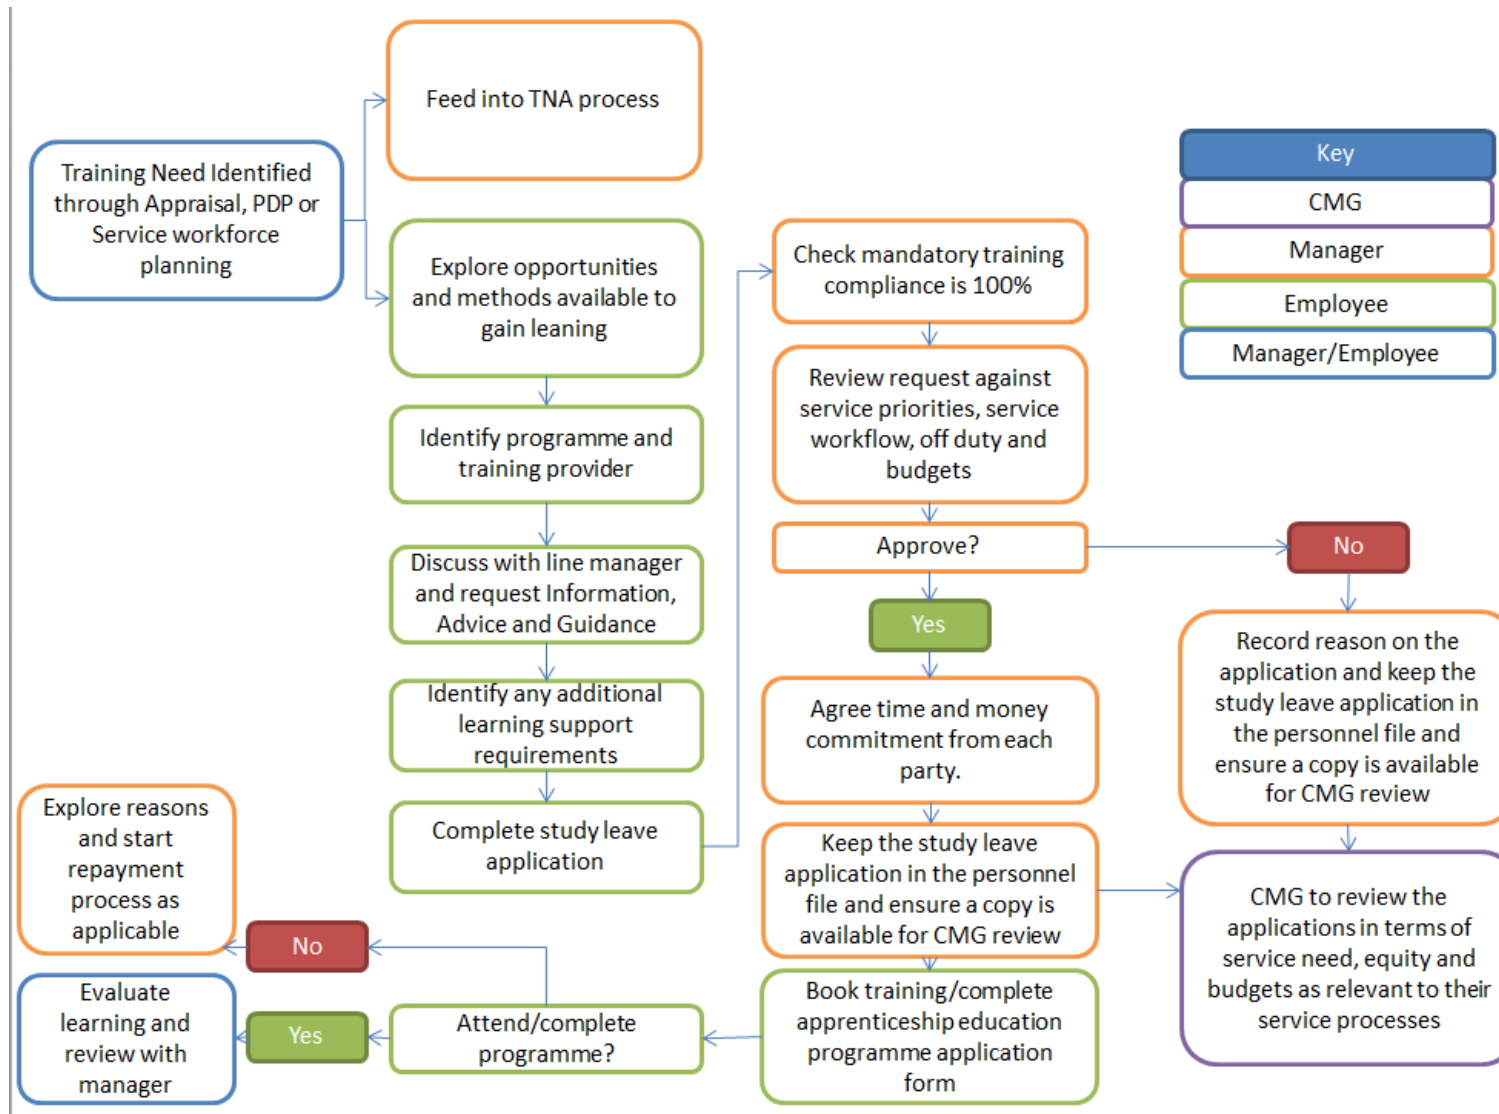 Feed into TNA process
Training Need Identified
through Appraisal, PDP or
Service workforce
planning
Explore opportunities
and methods available to
gain leaning
Identify programme and
training provider
Discuss with line manager
and request Information,
Advice and Guidance
Identify any additional
learning support
requirements
Complete study leave
application
Check mandatory training
compliance is 100%
Review request against
service priorities, service
workflow, off duty and
budgets
Approve?
Yes
No
Agree time and money
commitment from each
party.
Keep the study leave
application in the personnel
file and ensure a copy is
available for CMG review
Record reason on the
application and keep the
study leave application in
the personnel file and
ensure a copy is available
for CMG review
CMG to review the
applications in terms of
service need, equity and
budgets as relevant to their
service processes
Book training/complete
apprenticeship education
programme application
form
Attend/complete
programme?
No
Yes
Explore reasons
and start
repayment
process as
applicable
Evaluate
learning and
review with
manager
Key
CMG
Manager
Employee
Manager/Employee